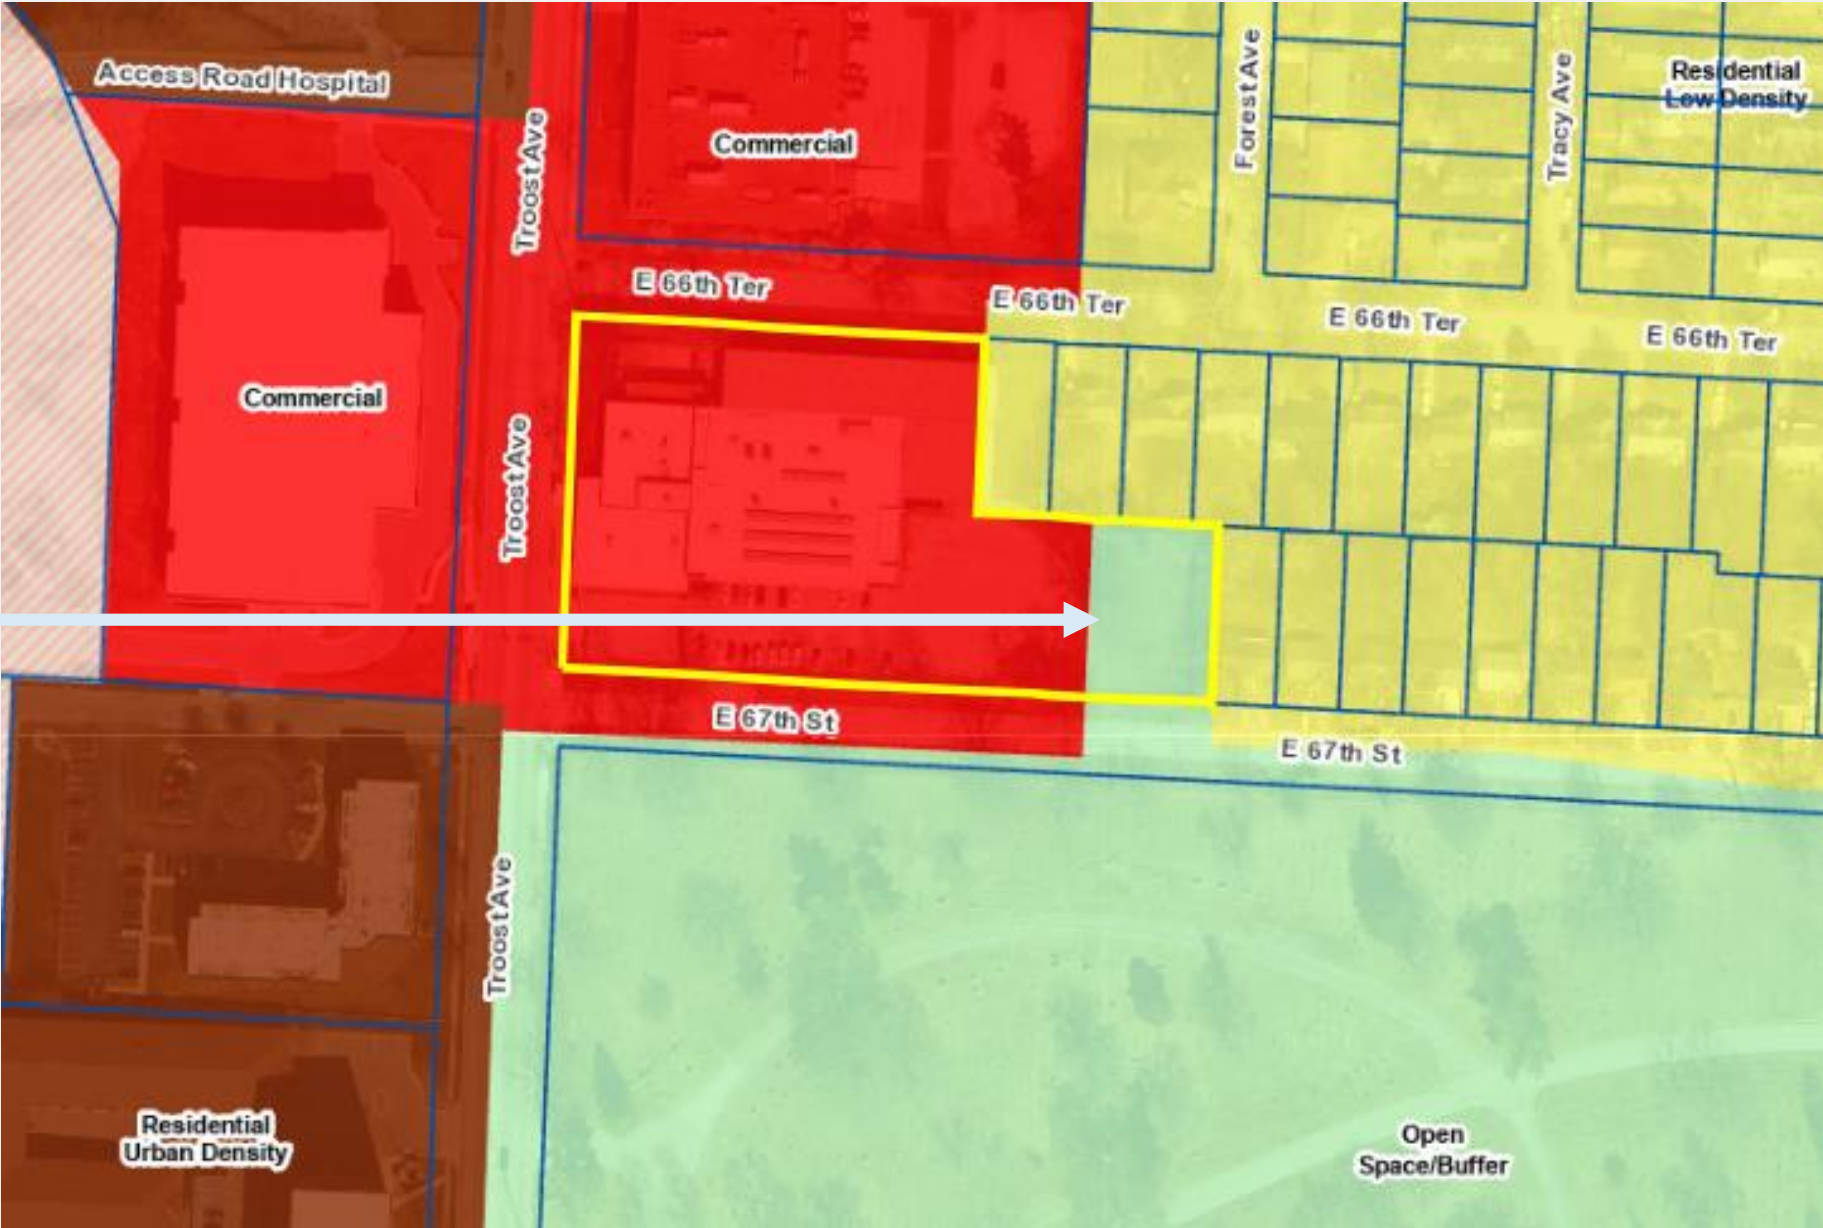 Access Road Hospital
Residential
Low Density
Forest Ave
Tracy Ave
Troost Ave
Commercial
E 66th Ter
E 66th Ter
E 66th Ter
E 66th Ter
Commercial
Troost Ave
E 67th St
E 67th St
Troost Ave
Residential
Urban Density
Open
Space/Buffer